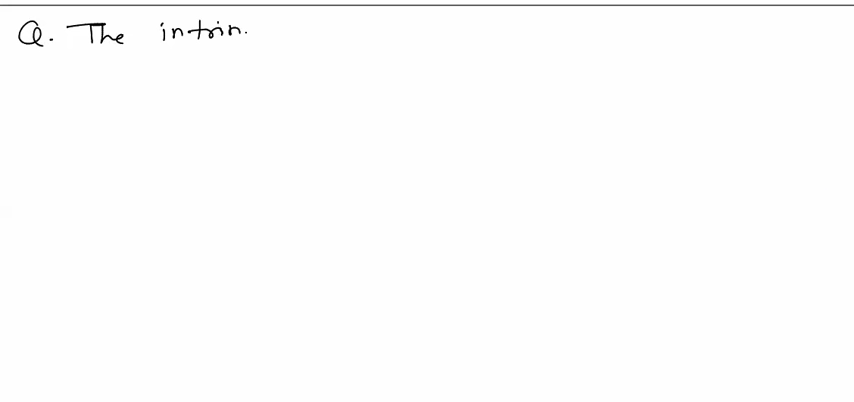 Q. The intrin.